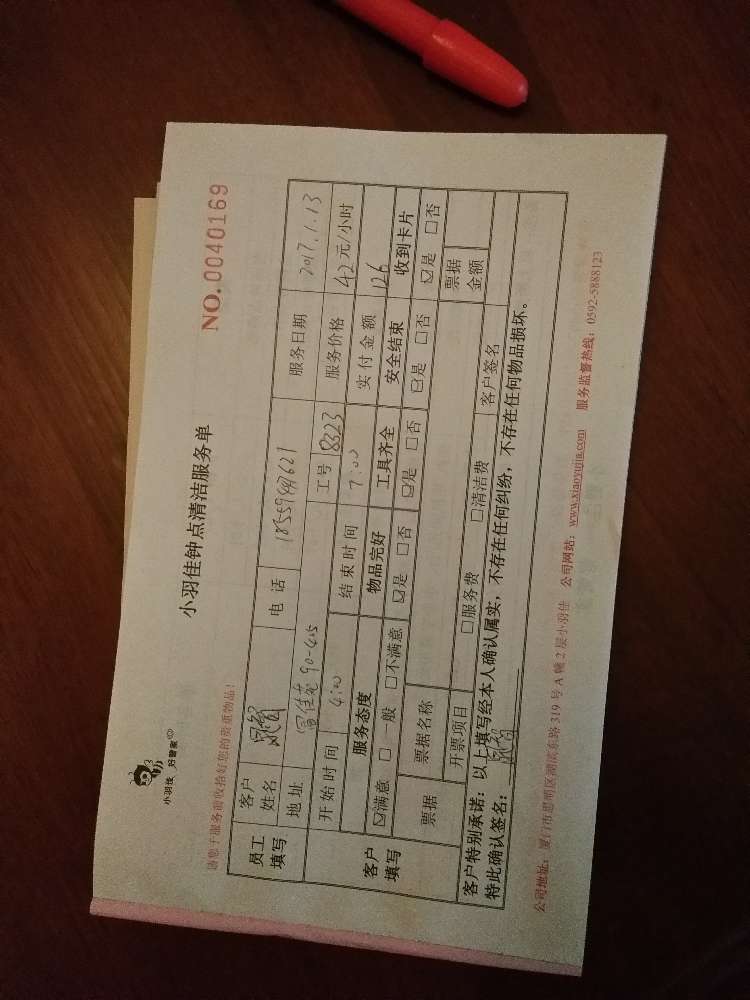 小羽佳 好管家
小羽佳钟点清洁服务单
NO.0040169
请您于服务前收拾好您的贵重物品！
员工填写 客户姓名 电话 服务日期 2017.1.13
地址 工号 8323 服务价格 42 元/小时
开始时间 4:00 结束时间 7:00 实付金额 126
客户填写 服务态度 物品完好 工具齐全 安全结束 收到卡片
☑满意 □一般 □不满意 ☑是 □否 ☑是 □否 ☑是 □否 ☑是 □否
票据 票据名称 票据金额
开票项目 □服务费 □清洁费 客户签名
客户特别承诺：以上填写经本人确认属实，不存在任何纠纷，不存在任何物品损坏。
特此确认签名：
公司地址：厦门市思明区湖滨东路319号A幢2层小羽佳 公司网站：www.xiaoyujia.com 服务监督热线：0592-5888123